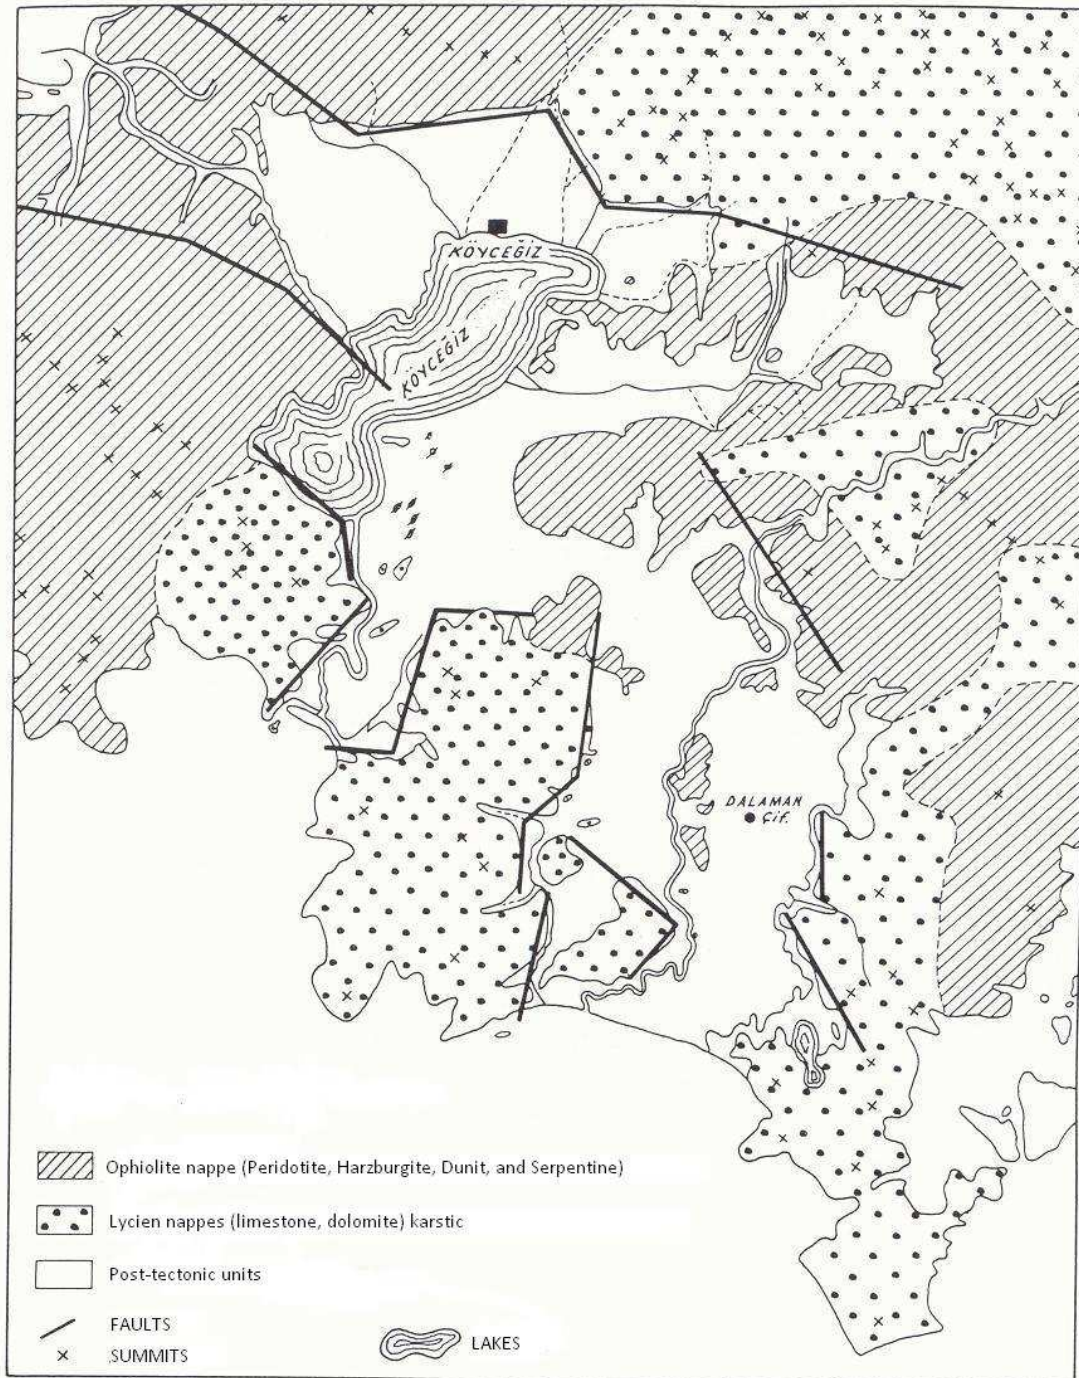 KÖYCEĞİZ
KÖYCEĞİZ
DALAMAN
Çif.
Ophiolite nappe (Peridotite, Harzburgite, Dunit, and Serpentine)
Lycien nappes (limestone, dolomite) karstic
Post-tectonic units
FAULTS
SUMMITS
LAKES